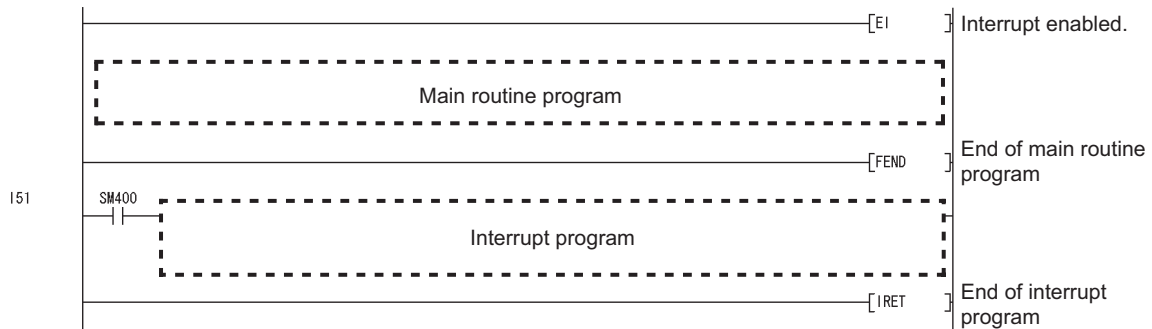 [EI ] Interrupt enabled.
Main routine program
[FEND ] End of main routine
program
I51 SM400
Interrupt program
[IRET ] End of interrupt
program